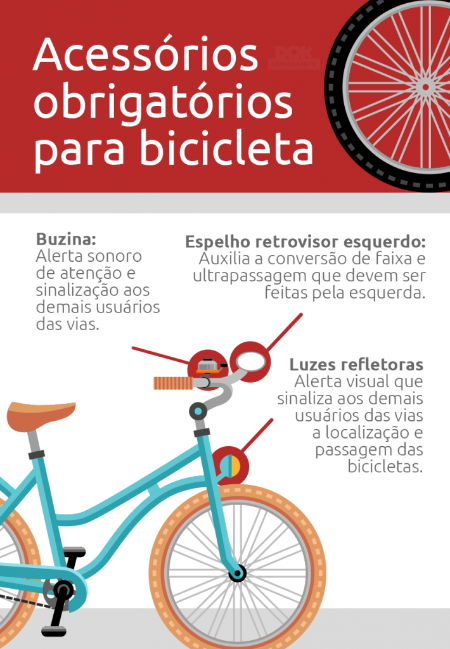 Acessórios
obrigatórios
para bicicleta
Buzina:
Alerta sonoro
de atenção e
sinalização aos
demais usuários
das vias.
Espelho retrovisor esquerdo:
Auxilia a conversão de faixa e
ultrapassagem que devem ser
feitas pela esquerda.
Luzes refletoras
Alerta visual que
sinaliza aos demais
usuários das vias
a localização e
passagem das
bicicletas.